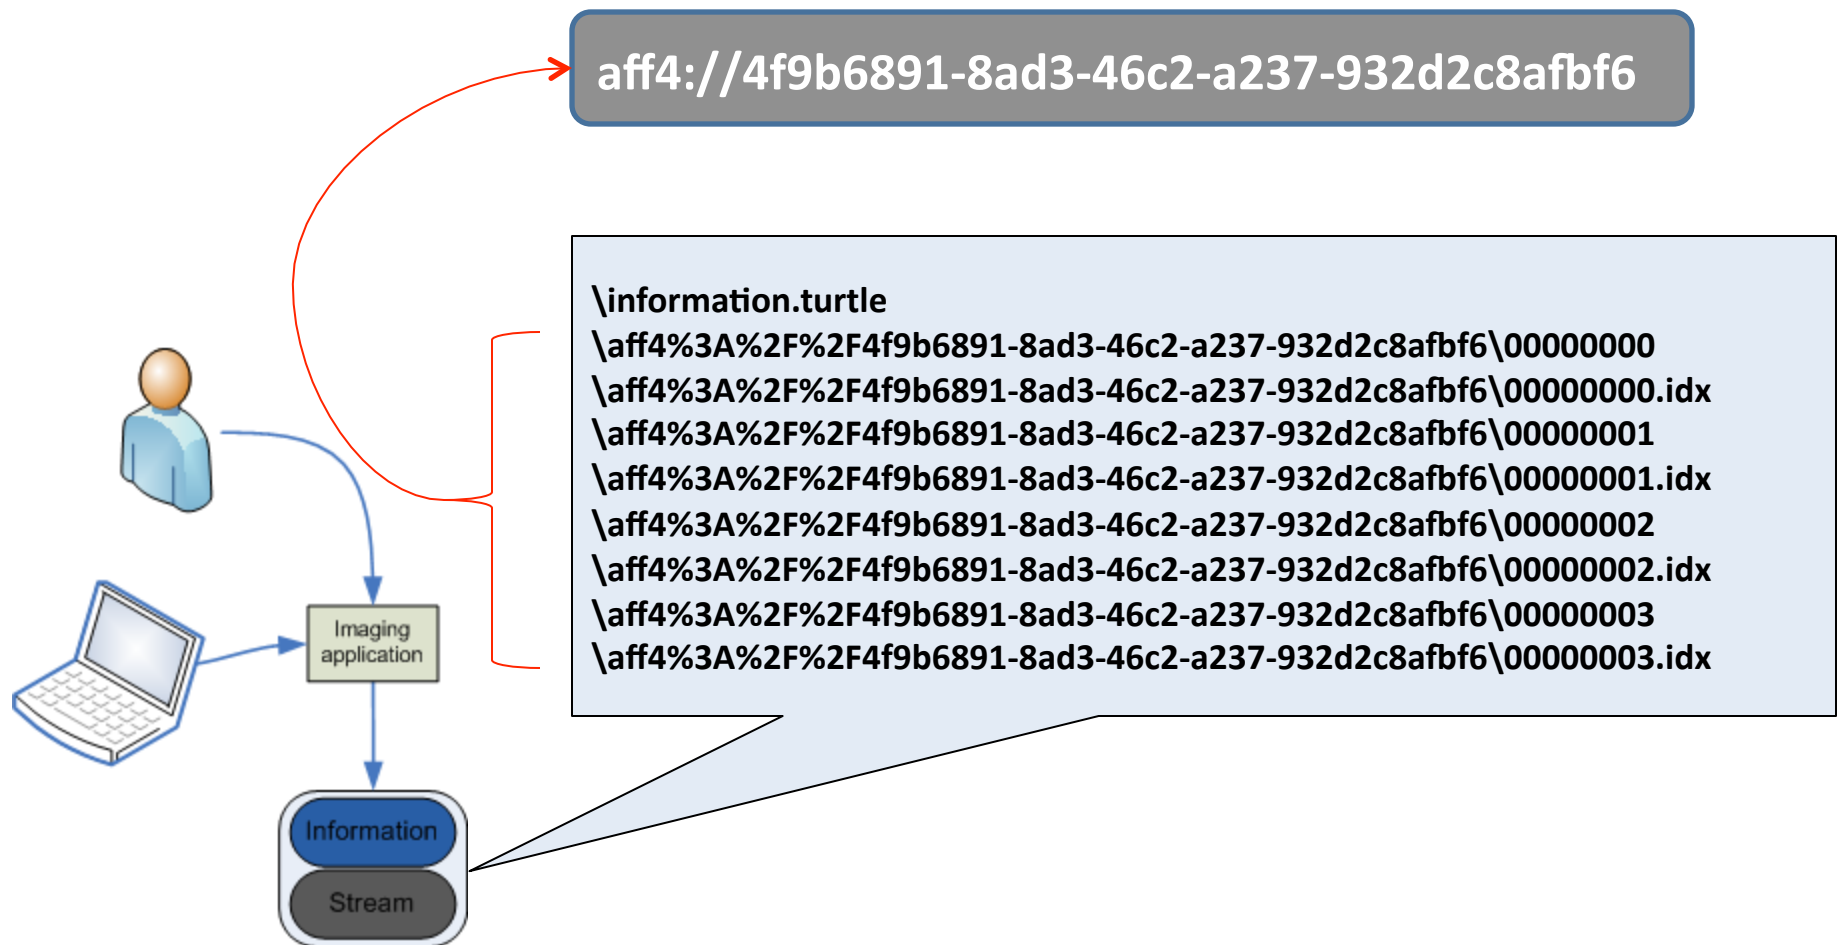 aff4://4f9b6891-8ad3-46c2-a237-932d2c8afbf6
\information.turtle
\aff4%3A%2F%2F4f9b6891-8ad3-46c2-a237-932d2c8afbf6\00000000
\aff4%3A%2F%2F4f9b6891-8ad3-46c2-a237-932d2c8afbf6\00000000.idx
\aff4%3A%2F%2F4f9b6891-8ad3-46c2-a237-932d2c8afbf6\00000001
\aff4%3A%2F%2F4f9b6891-8ad3-46c2-a237-932d2c8afbf6\00000001.idx
\aff4%3A%2F%2F4f9b6891-8ad3-46c2-a237-932d2c8afbf6\00000002
\aff4%3A%2F%2F4f9b6891-8ad3-46c2-a237-932d2c8afbf6\00000002.idx
\aff4%3A%2F%2F4f9b6891-8ad3-46c2-a237-932d2c8afbf6\00000003
\aff4%3A%2F%2F4f9b6891-8ad3-46c2-a237-932d2c8afbf6\00000003.idx
Imaging
application
Information
Stream